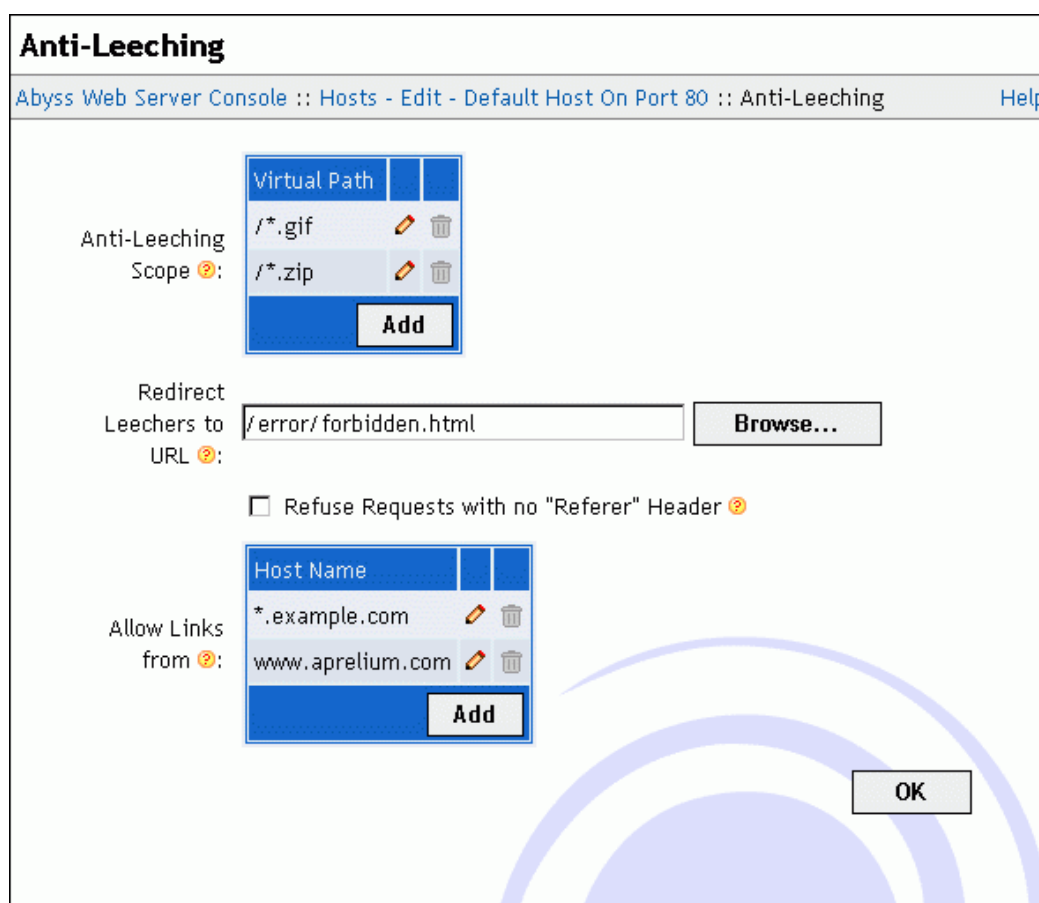 Anti-Leeching
Abyss Web Server Console :: Hosts - Edit - Default Host On Port 80 :: Anti-Leeching Help
Virtual Path
Anti-Leeching
Scope ?:
/*.gif
/*.zip
Add
Redirect
Leechers to
URL ?:
/error/forbidden.html
Browse...
Refuse Requests with no "Referer" Header ?
Host Name
Allow Links
from ?:
*.example.com
www.aprelium.com
Add
OK